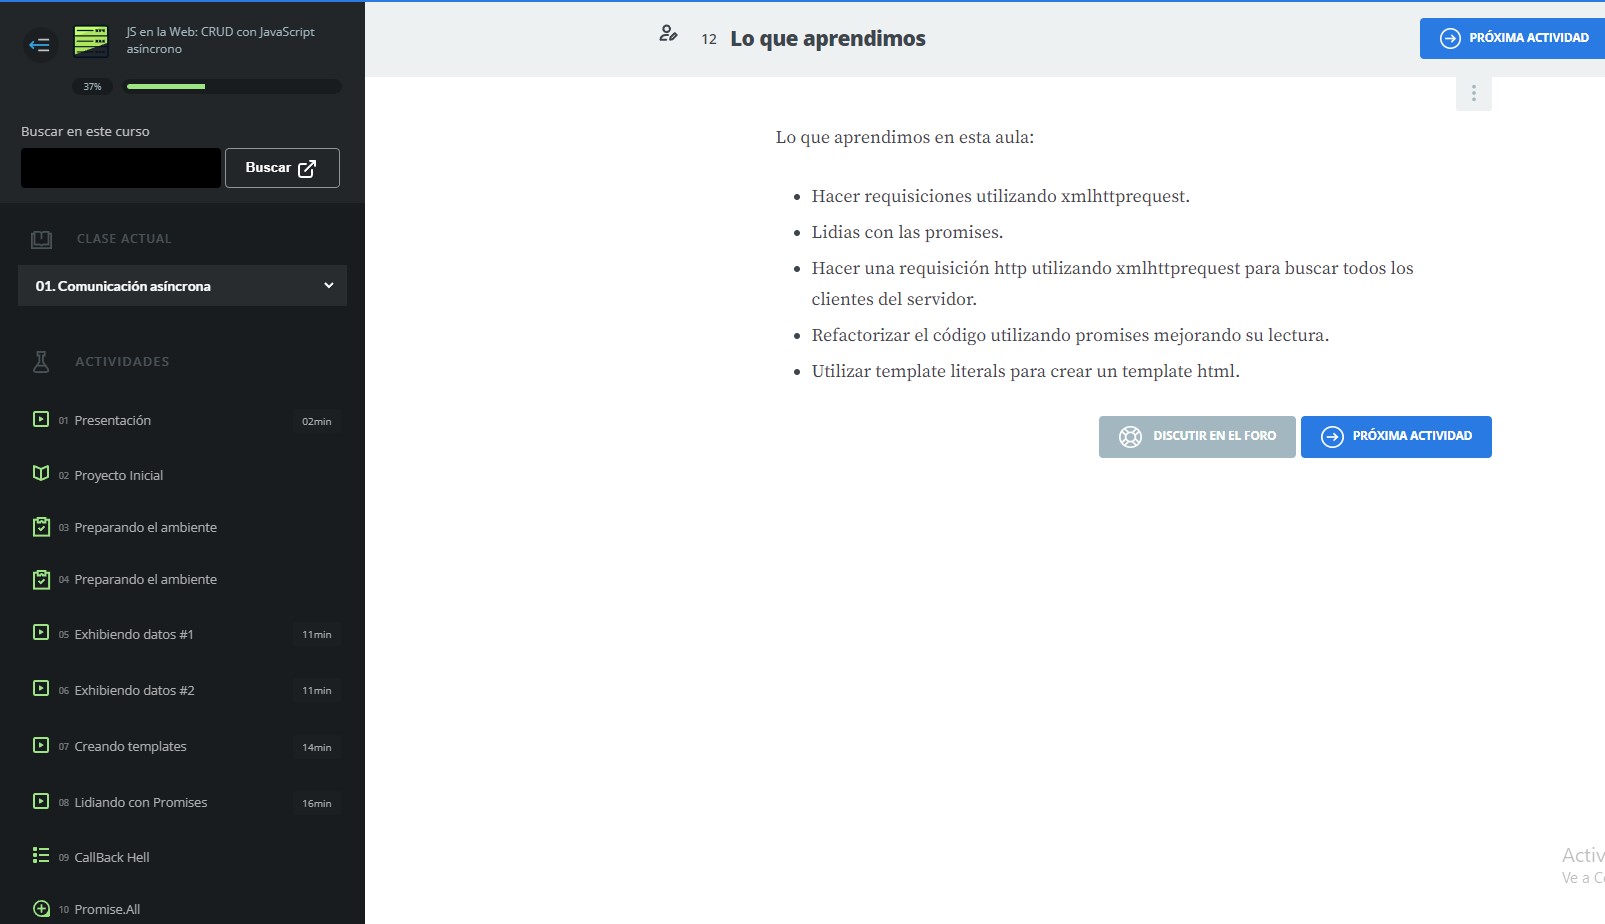 JS en la Web: CRUD con JavaScript
asíncrono
37%
Buscar en este curso
Buscar
CLASE ACTUAL
01. Comunicación asíncrona
ACTIVIDADES
01 Presentación 02min
02 Proyecto Inicial
03 Preparando el ambiente
04 Preparando el ambiente
05 Exhibiendo datos #1 11min
06 Exhibiendo datos #2 11min
07 Creando templates 14min
08 Lidiando con Promises 16min
09 CallBack Hell
10 Promise.All
12 Lo que aprendimos
PRÓXIMA ACTIVIDAD
Lo que aprendimos en esta aula:
Hacer requisiciones utilizando xmlhttprequest.
Lidias con las promises.
Hacer una requisición http utilizando xmlhttprequest para buscar todos los
clientes del servidor.
Refactorizar el código utilizando promises mejorando su lectura.
Utilizar template literals para crear un template html.
DISCUTIR EN EL FORO
PRÓXIMA ACTIVIDAD
Activ
Ve a C